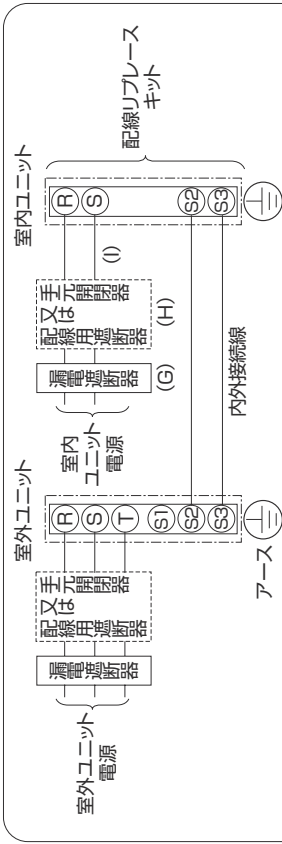 室外ユニット
電源
漏電遮断器
配線用遮断器
又は
手元開閉器
室外ユニット
R
S
T
S1
S2
S3
アース
室内
ユニット
電源
漏電遮断器
(G)
配線用遮断器
又は
手元開閉器
(H)
(I)
内外接続線
室内ユニット
R
S
S2
S3
配線リプレース
キット